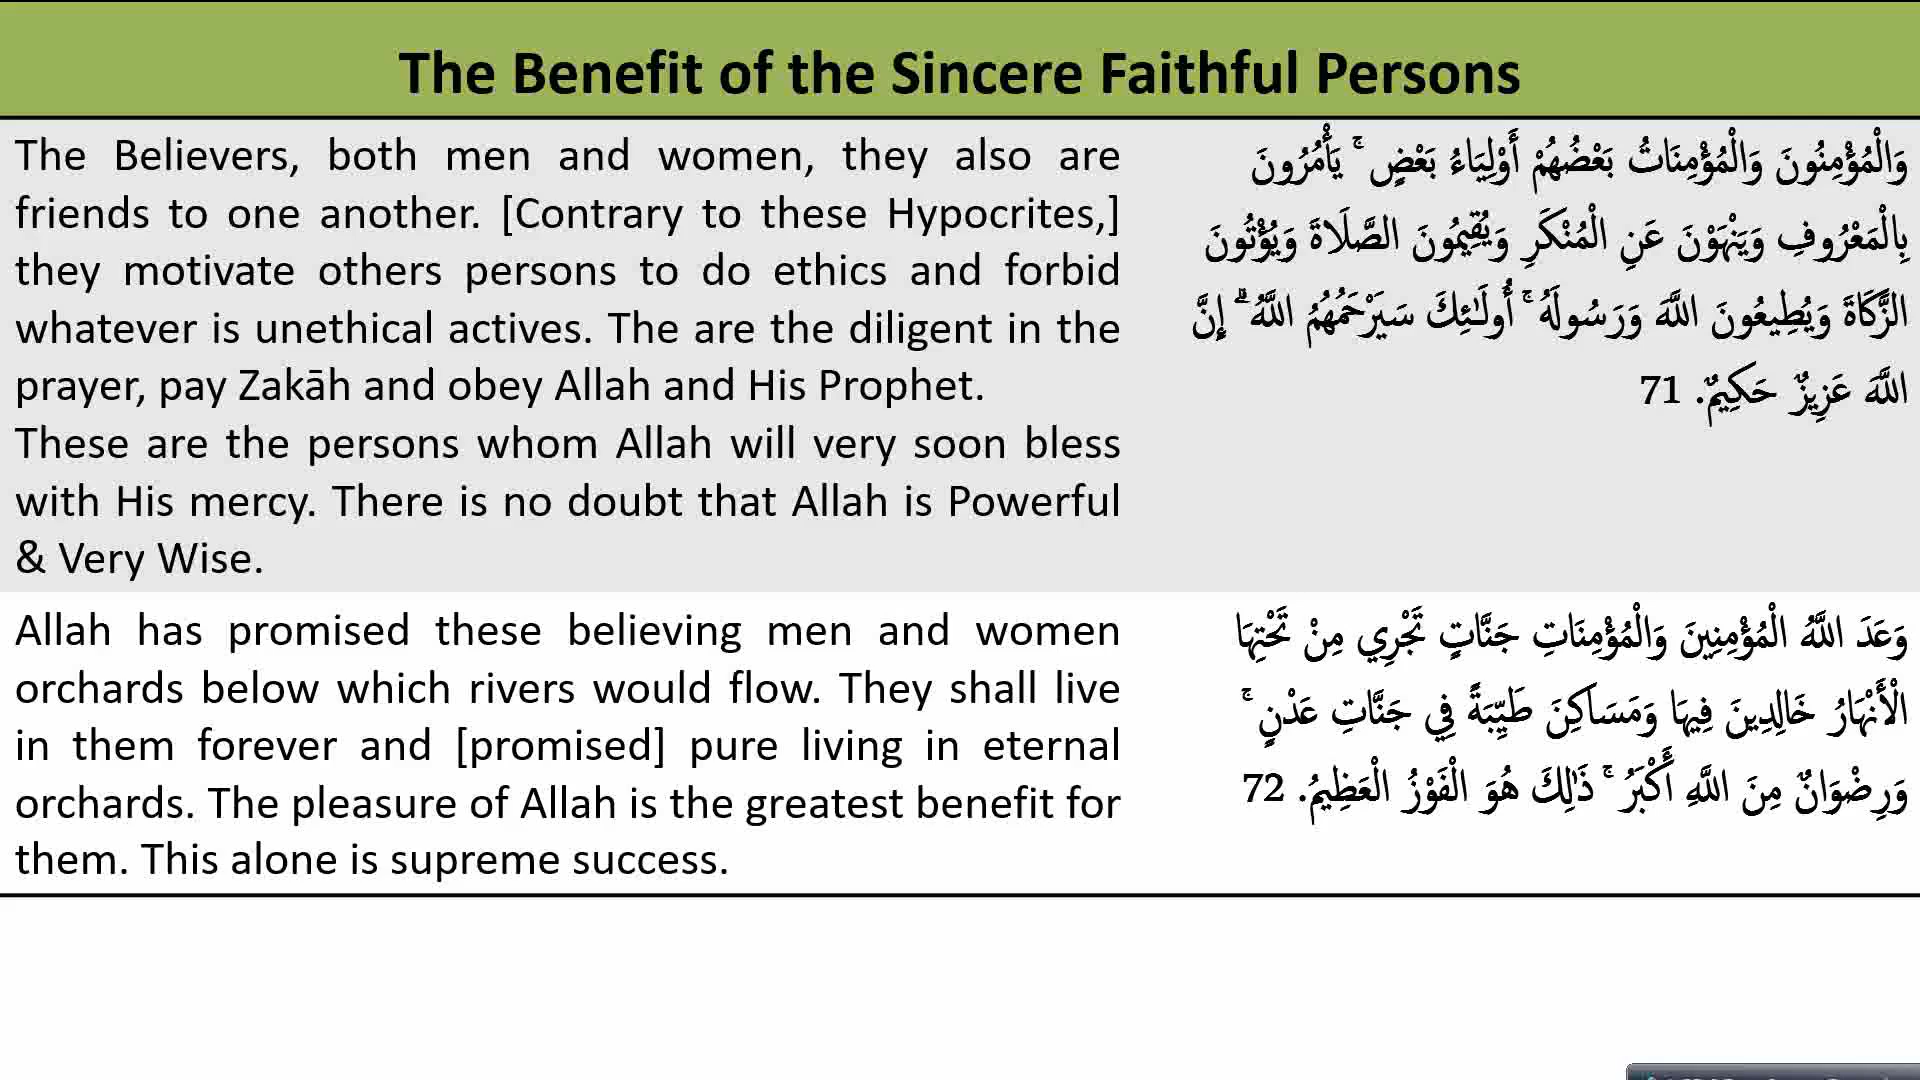 The Benefit of the Sincere Faithful Persons
The Believers, both men and women, they also are
friends to one another. [Contrary to these Hypocrites,]
they motivate others persons to do ethics and forbid
whatever is unethical actives. The are the diligent in the
prayer, pay Zakāh and obey Allah and His Prophet.
These are the persons whom Allah will very soon bless
with His mercy. There is no doubt that Allah is Powerful
& Very Wise.
وَالْمُؤْمِنُونَ وَالْمُؤْمِنَاتُ بَعْضُهُمْ أَوْلِيَاءُ بَعْضٍ ۚ يَأْمُرُونَ
بِالْمَعْرُوفِ وَيَنْهَوْنَ عَنِ الْمُنْكَرِ وَيُقِيمُونَ الصَّلَاةَ وَيُؤْتُونَ
الزَّكَاةَ وَيُطِيعُونَ اللَّهَ وَرَسُولَهُ ۚ أُولَٰئِكَ سَيَرْحَمُهُمُ اللَّهُ ۗ إِنَّ
اللَّهَ عَزِيزٌ حَكِيمٌ. 71
Allah has promised these believing men and women
orchards below which rivers would flow. They shall live
in them forever and [promised] pure living in eternal
orchards. The pleasure of Allah is the greatest benefit for
them. This alone is supreme success.
وَعَدَ اللَّهُ الْمُؤْمِنِينَ وَالْمُؤْمِنَاتِ جَنَّاتٍ تَجْرِي مِنْ تَحْتِهَا
الْأَنْهَارُ خَالِدِينَ فِيهَا وَمَسَاكِنَ طَيِّبَةً فِي جَنَّاتِ عَدْنٍ ۚ
وَرِضْوَانٌ مِنَ اللَّهِ أَكْبَرُ ۚ ذَٰلِكَ هُوَ الْفَوْزُ الْعَظِيمُ. 72